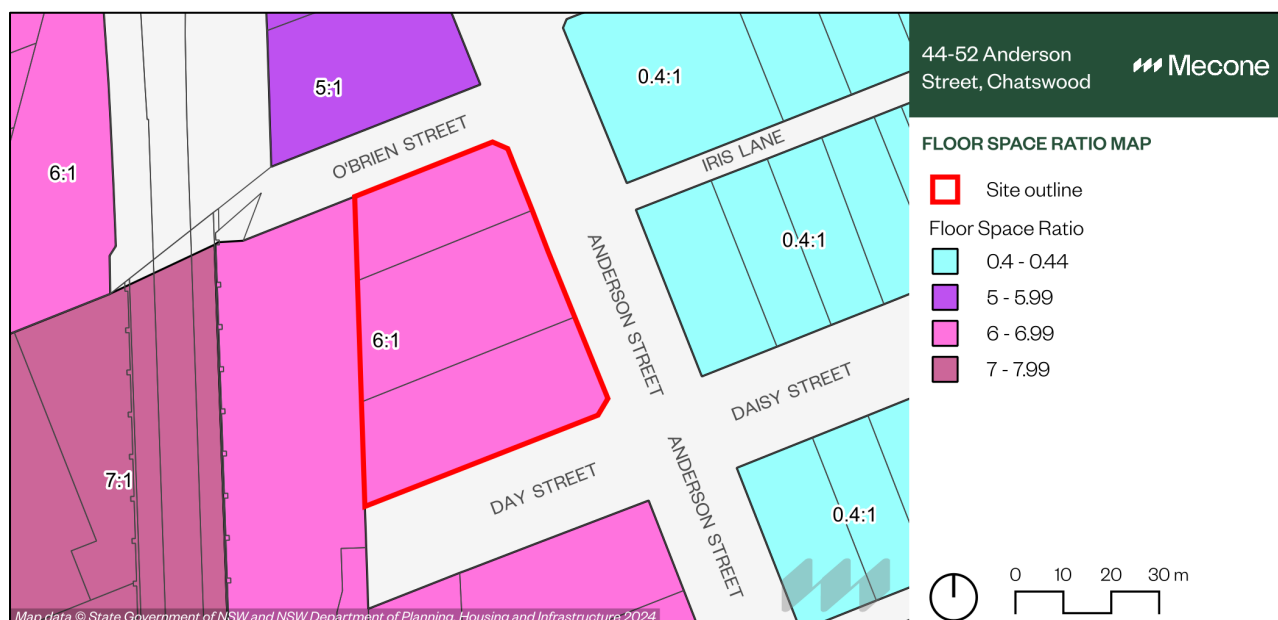 44-52 Anderson
Street, Chatswood
Mecone
FLOOR SPACE RATIO MAP
Site outline
Floor Space Ratio
0.4 - 0.44
5 - 5.99
6 - 6.99
7 - 7.99
0 10 20 30 m
5:1
0.4:1
O'BRIEN STREET
IRIS LANE
6:1
0.4:1
ANDERSON STREET
6:1
DAISY STREET
7:1
DAY STREET
ANDERSON STREET
0.4:1
Map data © State Government of NSW and NSW Department of Planning, Housing and Infrastructure 2024